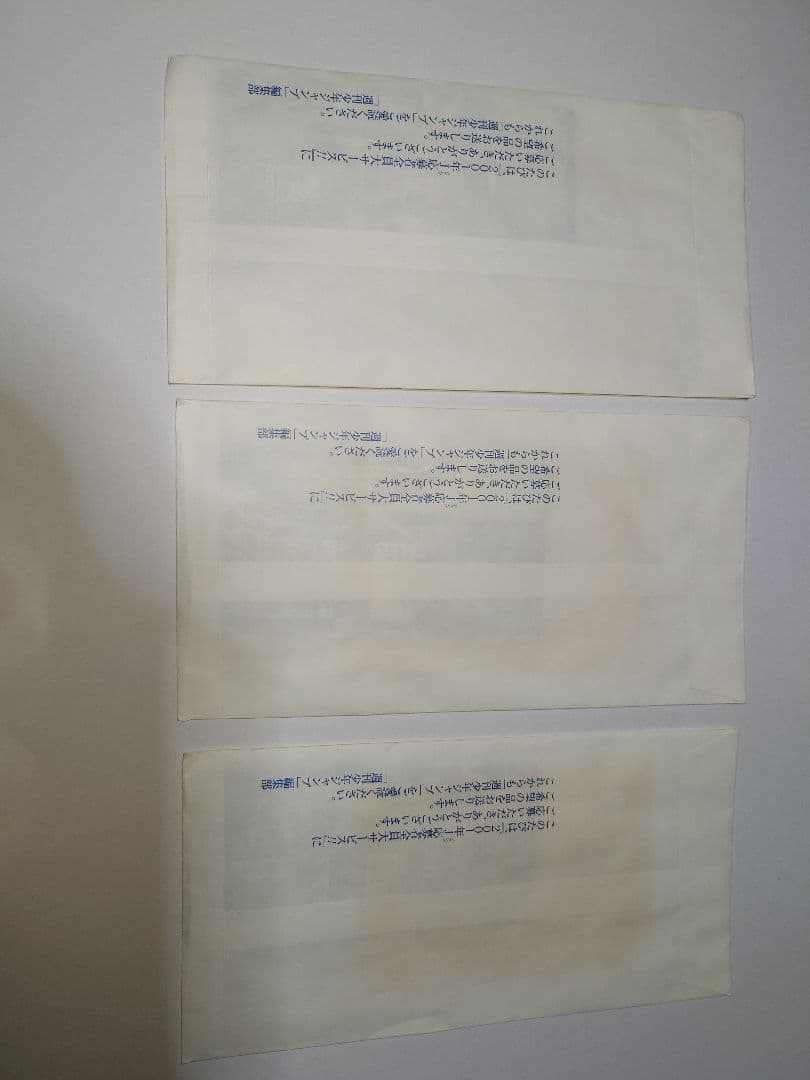 このたびは、「2001年J応募者全員大サービス!!」に
ご応募いただき、ありがとうございます。
ご希望の品をお送りします。
これからも「週刊少年ジャンプ」をご愛読ください。
「週刊少年ジャンプ」編集部
このたびは、「2001年J応募者全員大サービス!!」に
ご応募いただき、ありがとうございます。
ご希望の品をお送りします。
これからも「週刊少年ジャンプ」をご愛読ください。
「週刊少年ジャンプ」編集部
このたびは、「2001年J応募者全員大サービス!!」に
ご応募いただき、ありがとうございます。
ご希望の品をお送りします。
これからも「週刊少年ジャンプ」をご愛読ください。
「週刊少年ジャンプ」編集部